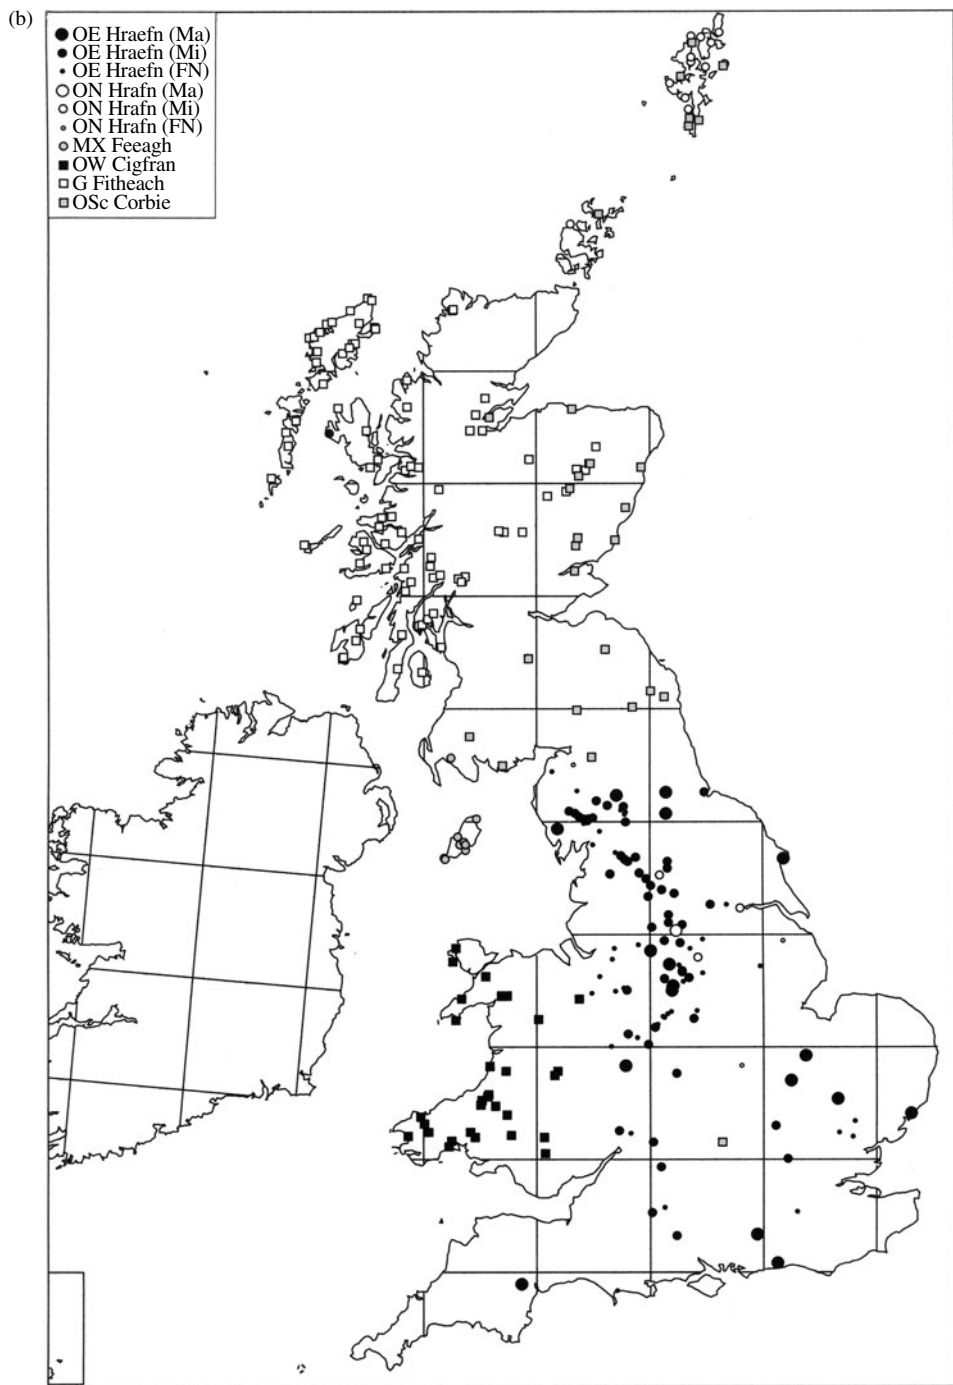 (b)
OE Hraefn (Ma)
OE Hraefn (Mi)
OE Hraefn (FN)
ON Hrafn (Ma)
ON Hrafn (Mi)
ON Hrafn (FN)
MX Feeagh
OW Cigfran
G Fitheach
OSc Corbie